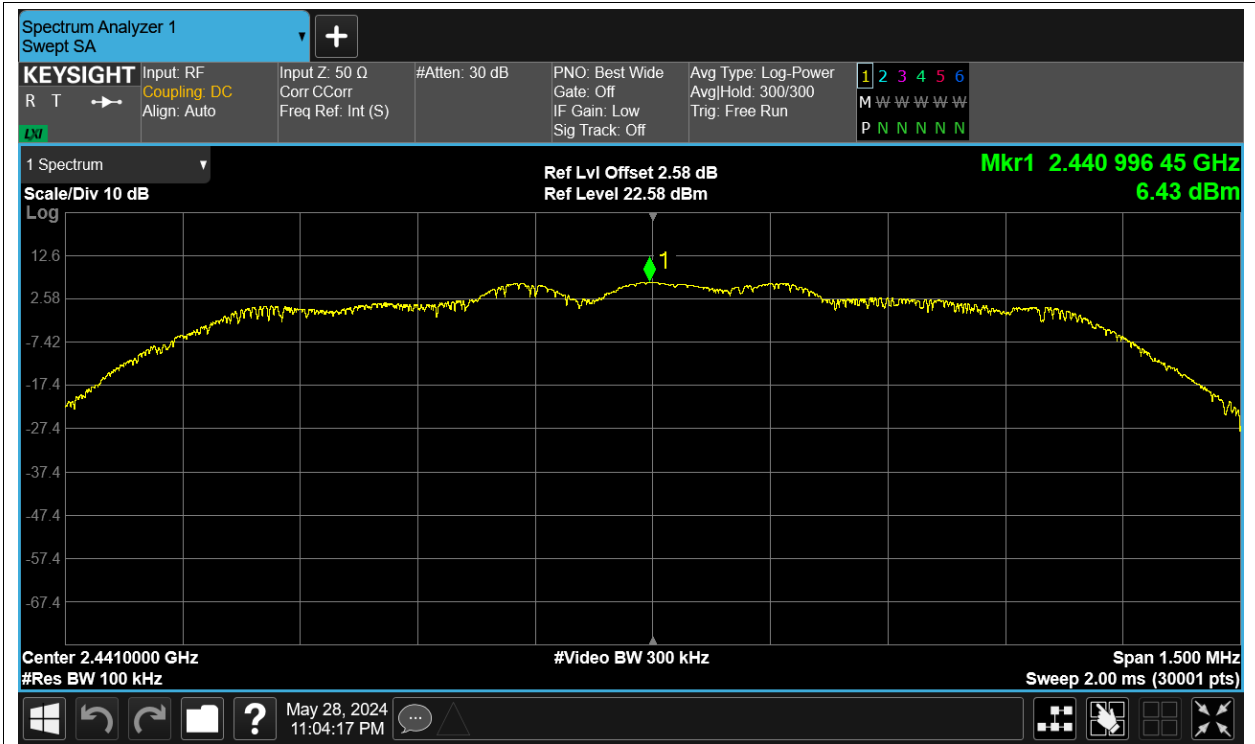 Spectrum Analyzer 1
Swept SA
KEYSIGHT
R T
LXI
Input: RF
Coupling: DC
Align: Auto
Input Z: 50 Ω
Corr CCorr
Freq Ref: Int (S)
#Atten: 30 dB
PNO: Best Wide
Gate: Off
IF Gain: Low
Sig Track: Off
Avg Type: Log-Power
Avg|Hold: 300/300
Trig: Free Run
1 2 3 4 5 6
M W W W W W
P N N N N N
1 Spectrum
Scale/Div 10 dB
Log
Ref Lvl Offset 2.58 dB
Ref Level 22.58 dBm
Mkr1 2.440 996 45 GHz
6.43 dBm
1
12.6
2.58
-7.42
-17.4
-27.4
-37.4
-47.4
-57.4
-67.4
Center 2.4410000 GHz
#Res BW 100 kHz
#Video BW 300 kHz
Span 1.500 MHz
Sweep 2.00 ms (30001 pts)
?
May 28, 2024
11:04:17 PM